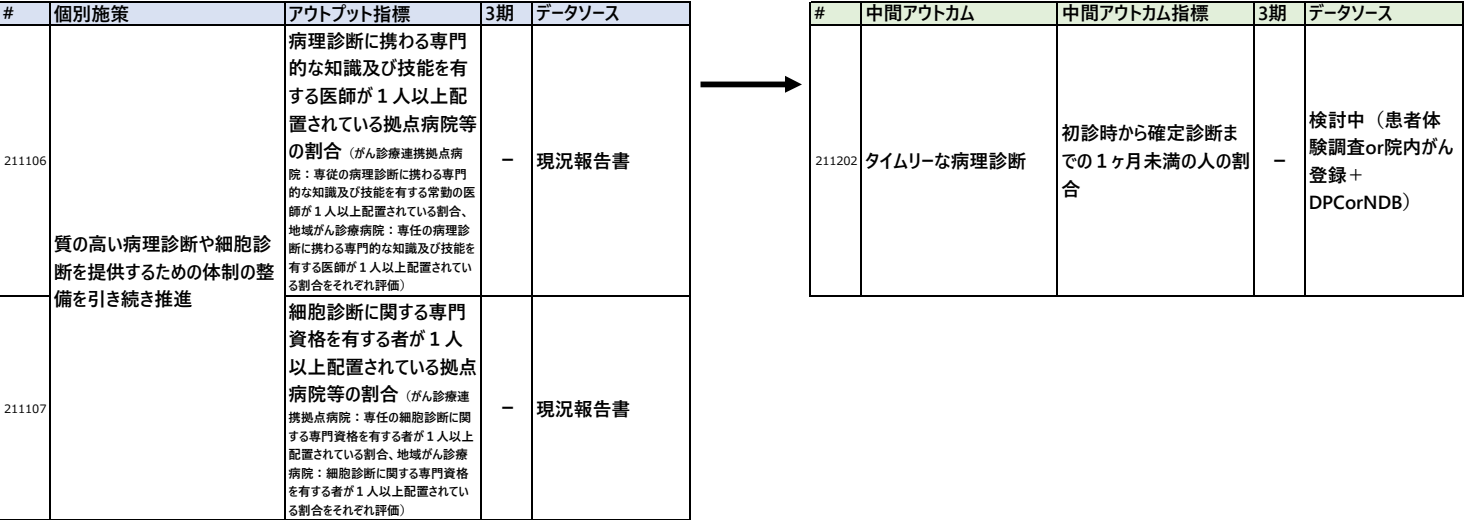 # 個別施策 アウトプット指標 3期 データソース
211106
質の高い病理診断や細胞診
断を提供するための体制の整
備を引き続き推進
病理診断に携わる専門
的な知識及び技能を有
する医師が１人以上配
置されている拠点病院等
の割合（がん診療連携拠点病
院：専従の病理診断に携わる専門
的な知識及び技能を有する常勤の医
師が１人以上配置されている割合、
地域がん診療病院：専任の病理診
断に携わる専門的な知識及び技能を
有する医師が１人以上配置されてい
る割合をそれぞれ評価）
－
現況報告書
211107
細胞診断に関する専門
資格を有する者が１人
以上配置されている拠点
病院等の割合（がん診療連
携拠点病院：専任の細胞診断に関
する専門資格を有する者が１人以上
配置されている割合、地域がん診療
病院：細胞診断に関する専門資格
を有する者が１人以上配置されてい
る割合をそれぞれ評価）
－
現況報告書
# 中間アウトカム 中間アウトカム指標 3期 データソース
211202
タイムリーな病理診断
初診時から確定診断ま
での１ヶ月未満の人の割
合
－
検討中（患者体
験調査or院内がん
登録＋
DPCorNDB）